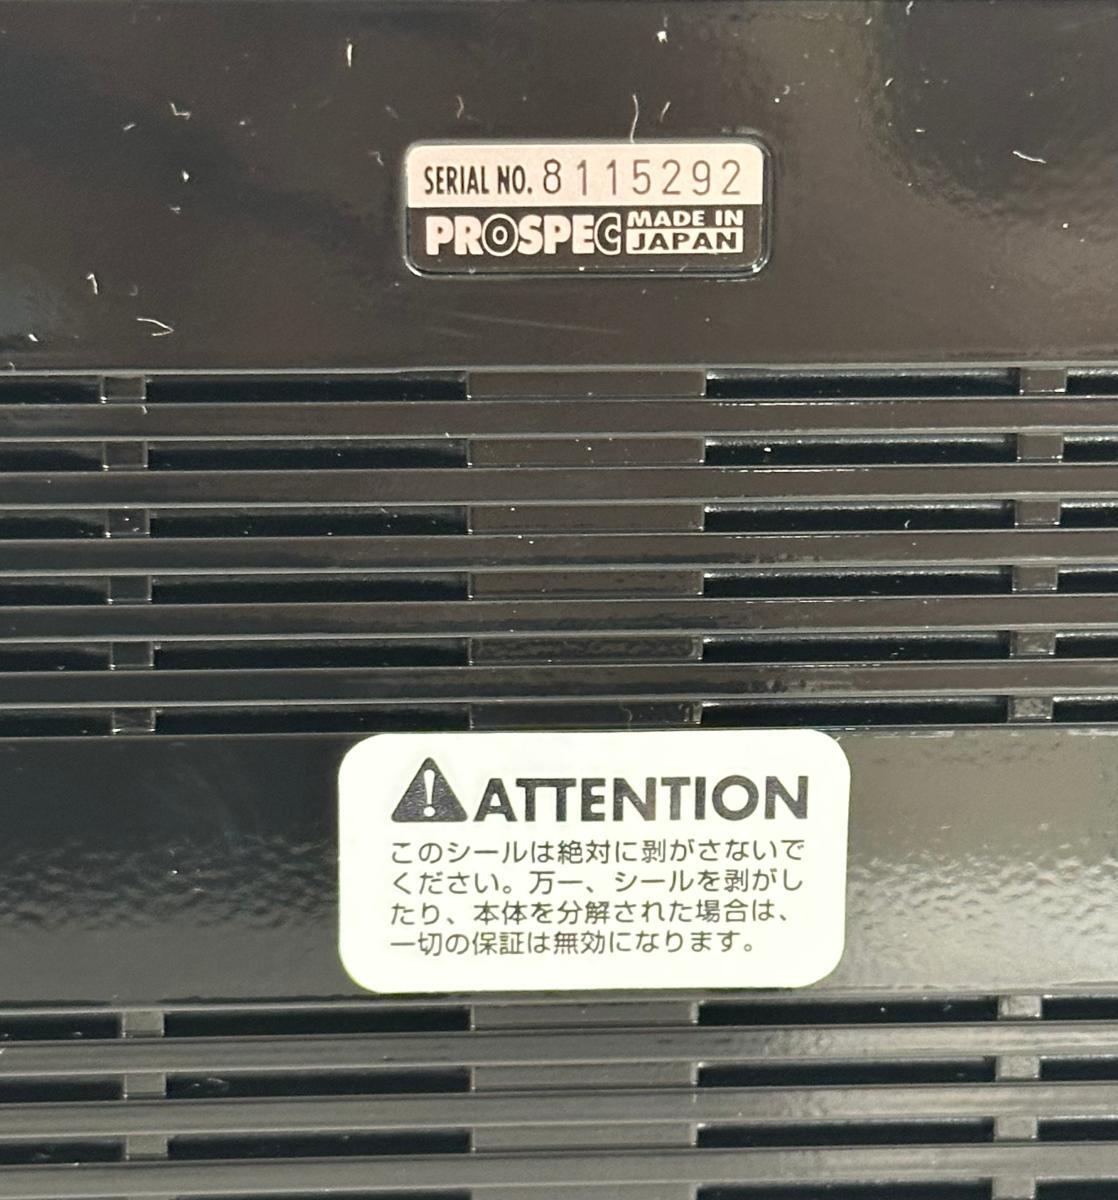 SERIAL NO. 8115292
PROSPEC MADE IN JAPAN
ATTENTION
このシールは絶対に剥がさないで
ください。万一、シールを剥がし
たり、本体を分解された場合は、
一切の保証は無効になります。